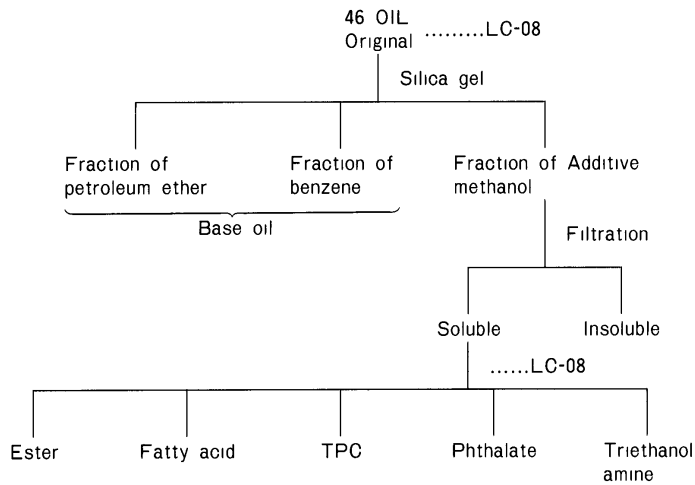 46 OIL
Original .........LC-08
Silica gel
Fraction of
petroleum ether
Fraction of
benzene
Fraction of Additive
methanol
Base oil
Filtration
Soluble
Insoluble
......LC-08
Ester
Fatty acid
TPC
Phthalate
Triethanol
amine